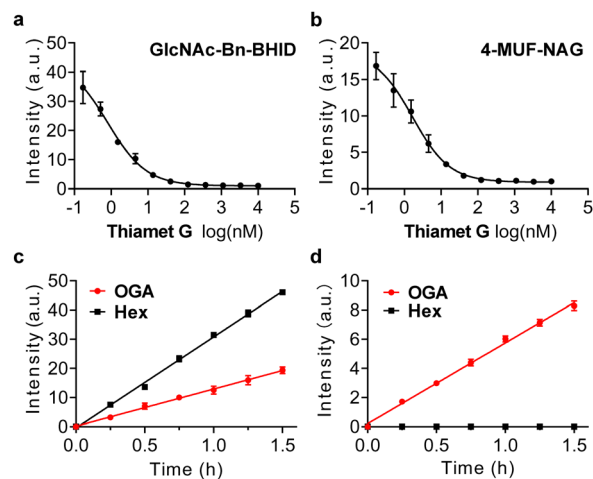 a
GlcNAc-Bn-BHID
Intensity (a.u.)
50
40
30
20
10
0
-1 0 1 2 3 4 5
Thiamet G log(nM)
b
4-MUF-NAG
Intensity (a.u.)
20
15
10
5
0
-1 0 1 2 3 4 5
Thiamet G log(nM)
c
OGA
Hex
Intensity (a.u.)
50
40
30
20
10
0
0.0 0.5 1.0 1.5
Time (h)
d
OGA
Hex
Intensity (a.u.)
10
8
6
4
2
0
0.0 0.5 1.0 1.5
Time (h)